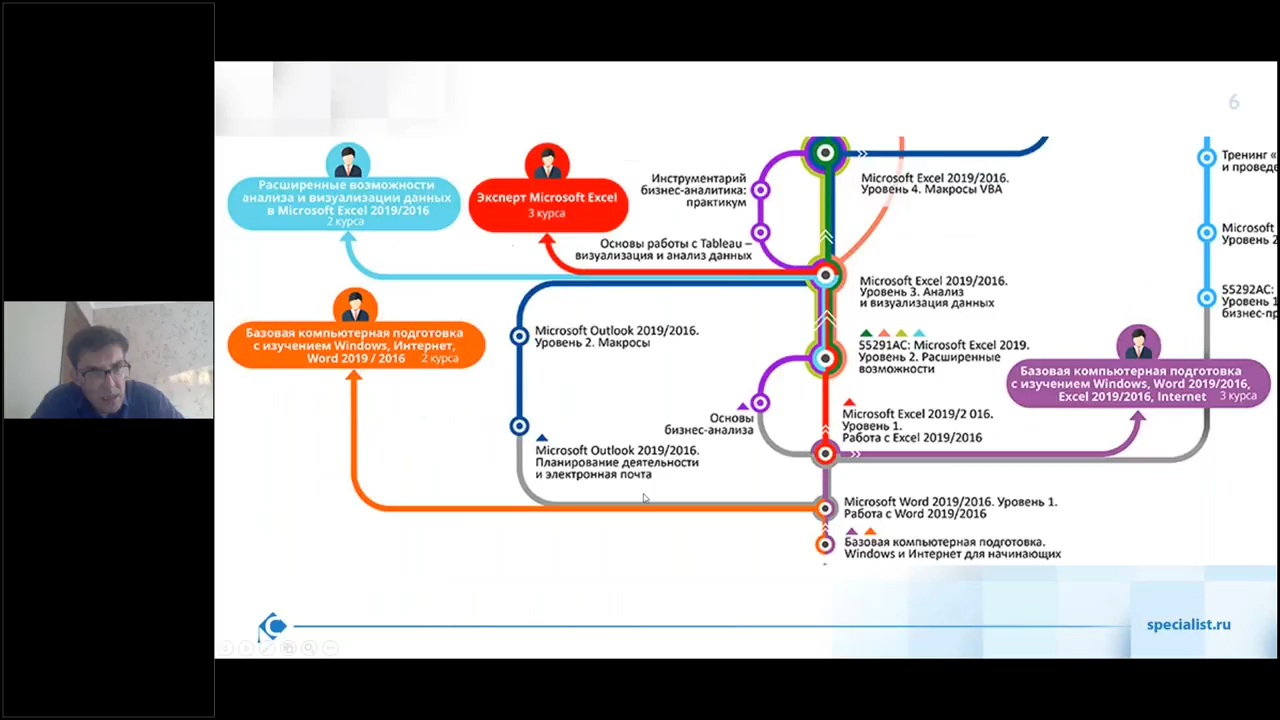 6
Расширенные возможности
анализа и визуализации данных
в Microsoft Excel 2019/2016
2 курса
Эксперт Microsoft Excel
3 курса
Инструментарий
бизнес-аналитика:
практикум
Основы работы с Tableau –
визуализация и анализ данных
Microsoft Excel 2019/2016.
Уровень 4. Макросы VBA
Тренинг «
и проведе
Microsoft
Уровень 2
55292AC:
Уровень 1
бизнес-пр
Microsoft Excel 2019/2016.
Уровень 3. Анализ
и визуализация данных
Базовая компьютерная подготовка
с изучением Windows, Интернет,
Word 2019 / 2016 2 курса
Microsoft Outlook 2019/2016.
Уровень 2. Макросы
55291AC: Microsoft Excel 2019.
Уровень 2. Расширенные
возможности
Базовая компьютерная подготовка
с изучением Windows, Word 2019/2016,
Excel 2019/2016, Internet 3 курса
Основы
бизнес-анализа
Microsoft Excel 2019/2 016.
Уровень 1.
Работа с Excel 2019/2016
Microsoft Outlook 2019/2016.
Планирование деятельности
и электронная почта
Microsoft Word 2019/2016. Уровень 1.
Работа с Word 2019/2016
Базовая компьютерная подготовка.
Windows и Интернет для начинающих
specialist.ru